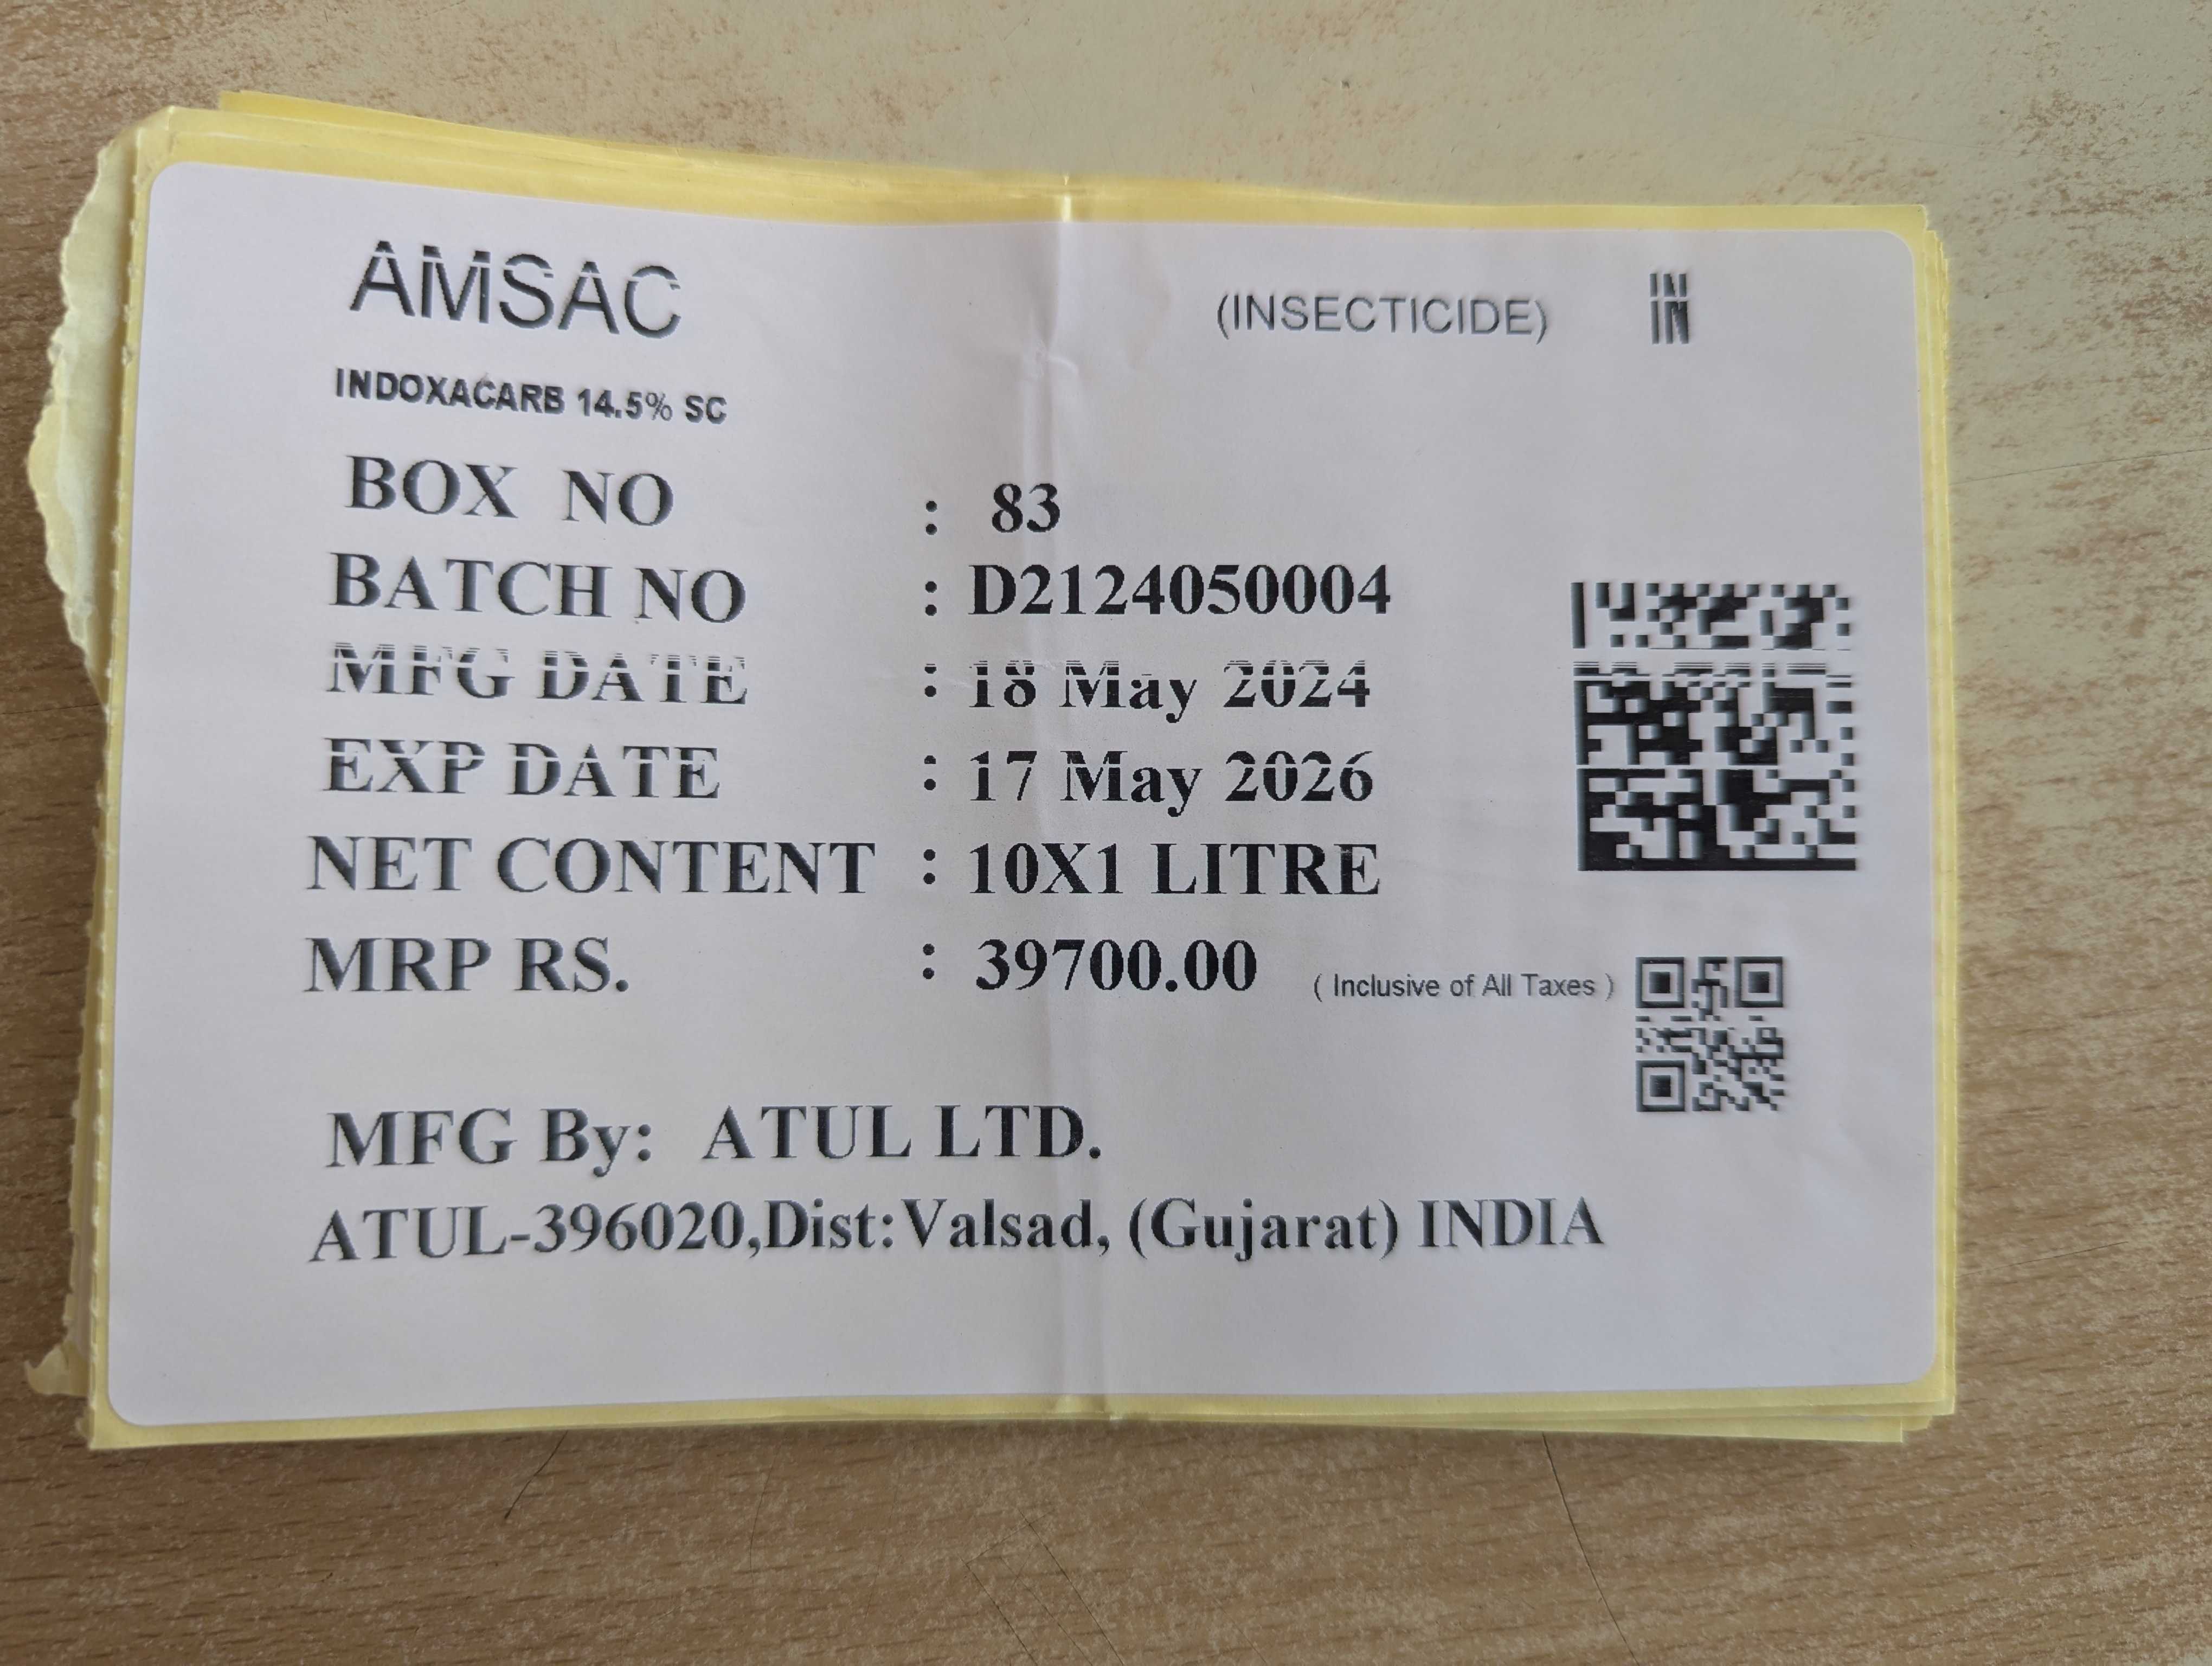 AMSAC (INSECTICIDE) IN
INDOXACARB 14.5% SC
BOX NO : 83
BATCH NO : D2124050004
MFG DATE : 18 May 2024
EXP DATE : 17 May 2026
NET CONTENT : 10X1 LITRE
MRP RS. : 39700.00 ( Inclusive of All Taxes )
MFG By: ATUL LTD.
ATUL-396020,Dist:Valsad, (Gujarat) INDIA